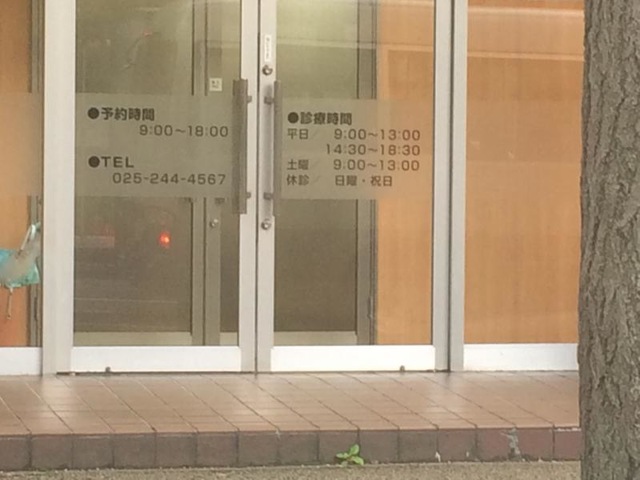 ●予約時間
9:00〜18:00
●TEL
025-244-4567
●診療時間
平日／ 9:00〜13:00
14:30〜18:30
土曜／ 9:00〜13:00
休診／ 日曜・祝日